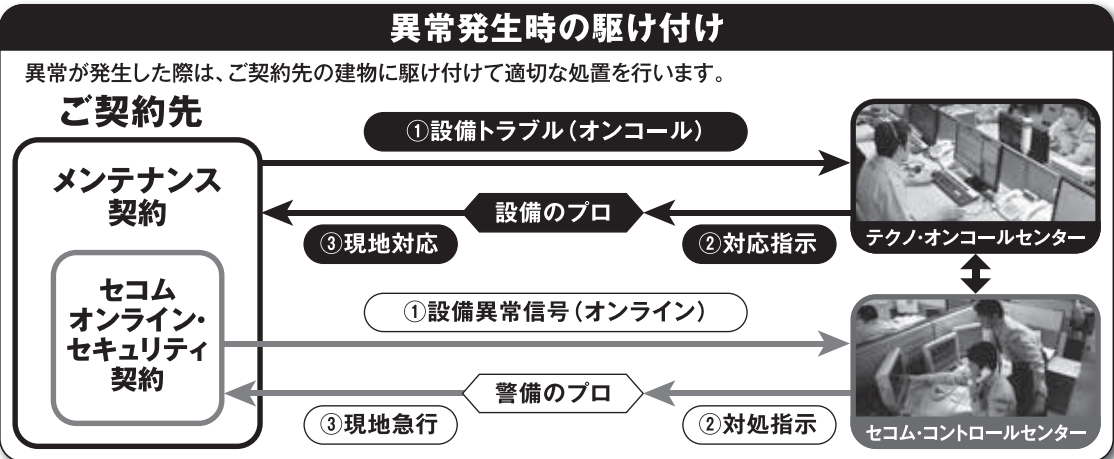 異常発生時の駆け付け
異常が発生した際は、ご契約先の建物に駆け付けて適切な処置を行います。
ご契約先
メンテナンス
契約
セコム
オンライン・
セキュリティ
契約
①設備トラブル（オンコール）
設備のプロ
③現地対応
②対応指示
テクノ・オンコールセンター
①設備異常信号（オンライン）
警備のプロ
③現地急行
②対処指示
セコム・コントロールセンター